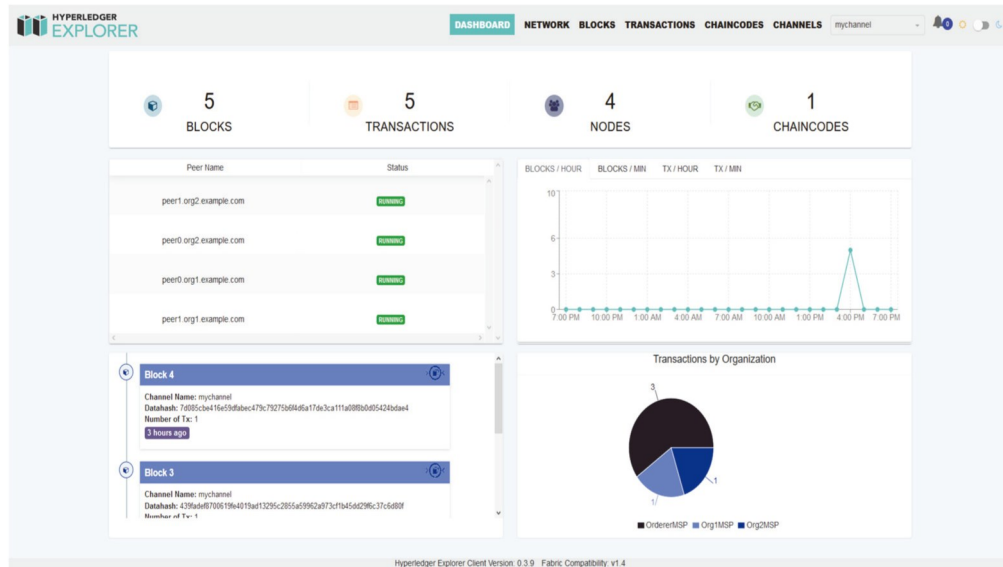 HYPERLEDGER
EXPLORER
DASHBOARD NETWORK BLOCKS TRANSACTIONS CHAINCODES CHANNELS mychannel 0
5 5 4 1
BLOCKS TRANSACTIONS NODES CHAINCODES
Peer Name Status
peer1.org2.example.com RUNNING
peer0.org2.example.com RUNNING
peer0.org1.example.com RUNNING
peer1.org1.example.com RUNNING
BLOCKS / HOUR BLOCKS / MIN TX / HOUR TX / MIN
10
6
3
0
7:00 PM 10:00 PM 1:00 AM 4:00 AM 7:00 AM 10:00 AM 1:00 PM 4:00 PM 7:00 PM
Block 4
Channel Name: mychannel
Datahash:
Number of Tx: 1
3 hours ago
Block 3
Channel Name: mychannel
Datahash:
Number of Tx: 1
Transactions by Organization
3
1
1
OrdererMSP Org1MSP Org2MSP
Hyperledger Explorer Client Version: 0.3.9 Fabric Compatibility: v1.4